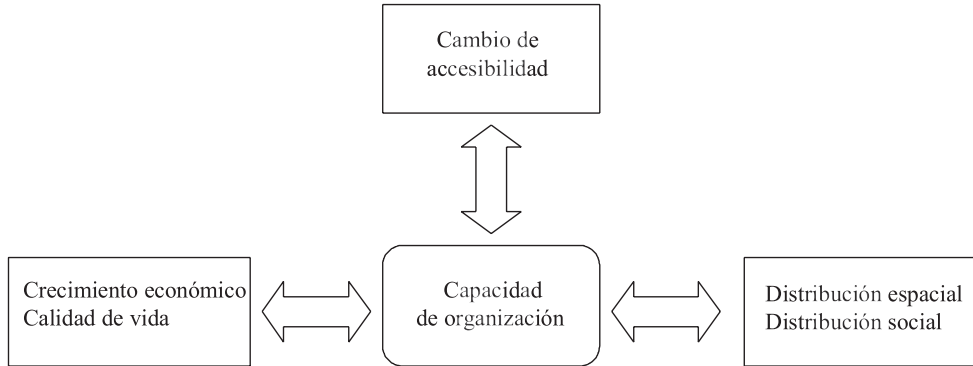 Cambio de
accesibilidad
Crecimiento económico
Calidad de vida
Capacidad
de organización
Distribución espacial
Distribución social